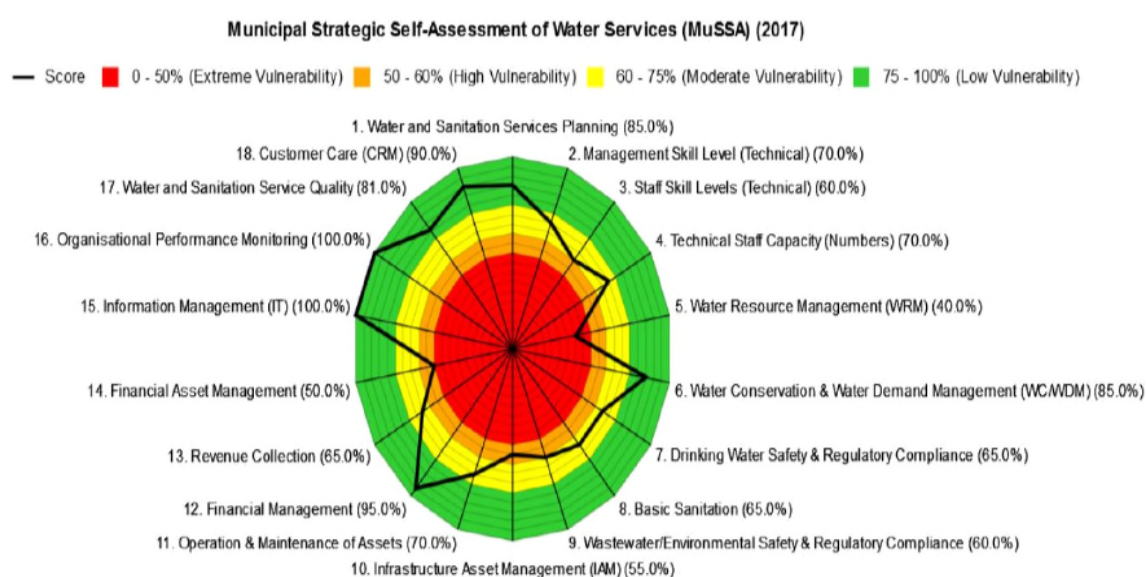 Municipal Strategic Self-Assessment of Water Services (MuSSA) (2017)
Score 0 - 50% (Extreme Vulnerability) 50 - 60% (High Vulnerability) 60 - 75% (Moderate Vulnerability) 75 - 100% (Low Vulnerability)
1. Water and Sanitation Services Planning (85.0%)
2. Management Skill Level (Technical) (70.0%)
3. Staff Skill Levels (Technical) (60.0%)
4. Technical Staff Capacity (Numbers) (70.0%)
5. Water Resource Management (WRM) (40.0%)
6. Water Conservation & Water Demand Management (WC/WDM) (85.0%)
7. Drinking Water Safety & Regulatory Compliance (65.0%)
8. Basic Sanitation (65.0%)
9. Wastewater/Environmental Safety & Regulatory Compliance (60.0%)
10. Infrastructure Asset Management (IAM) (55.0%)
11. Operation & Maintenance of Assets (70.0%)
12. Financial Management (95.0%)
13. Revenue Collection (65.0%)
14. Financial Asset Management (50.0%)
15. Information Management (IT) (100.0%)
16. Organisational Performance Monitoring (100.0%)
17. Water and Sanitation Service Quality (81.0%)
18. Customer Care (CRM) (90.0%)